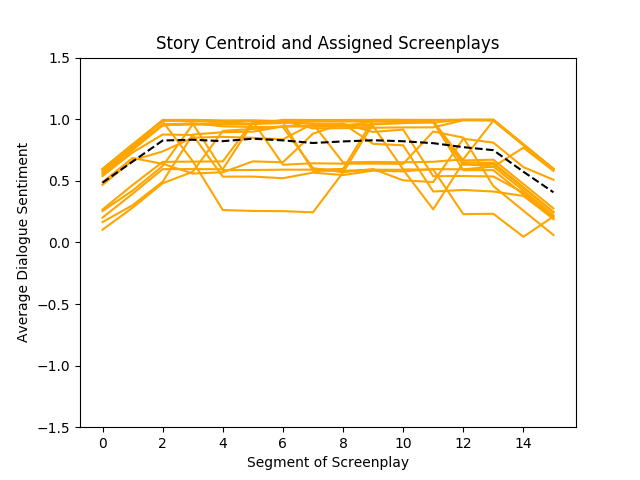 Story Centroid and Assigned Screenplays
1.5
1.0
0.5
0.0
−0.5
−1.0
−1.5
Average Dialogue Sentiment
0 2 4 6 8 10 12 14
Segment of Screenplay